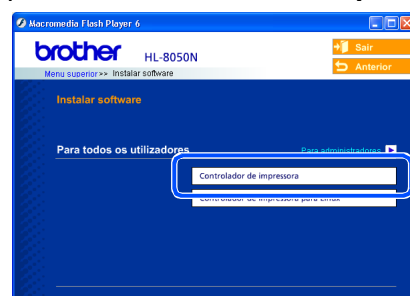 Macromedia Flash Player 6
brother HL-8050N
Sair
Anterior
Menu superior >> Instalar software
Instalar software
Para todos os utilizadores
Para administradores
Controlador de impressora
Controlador de impressora para Linux